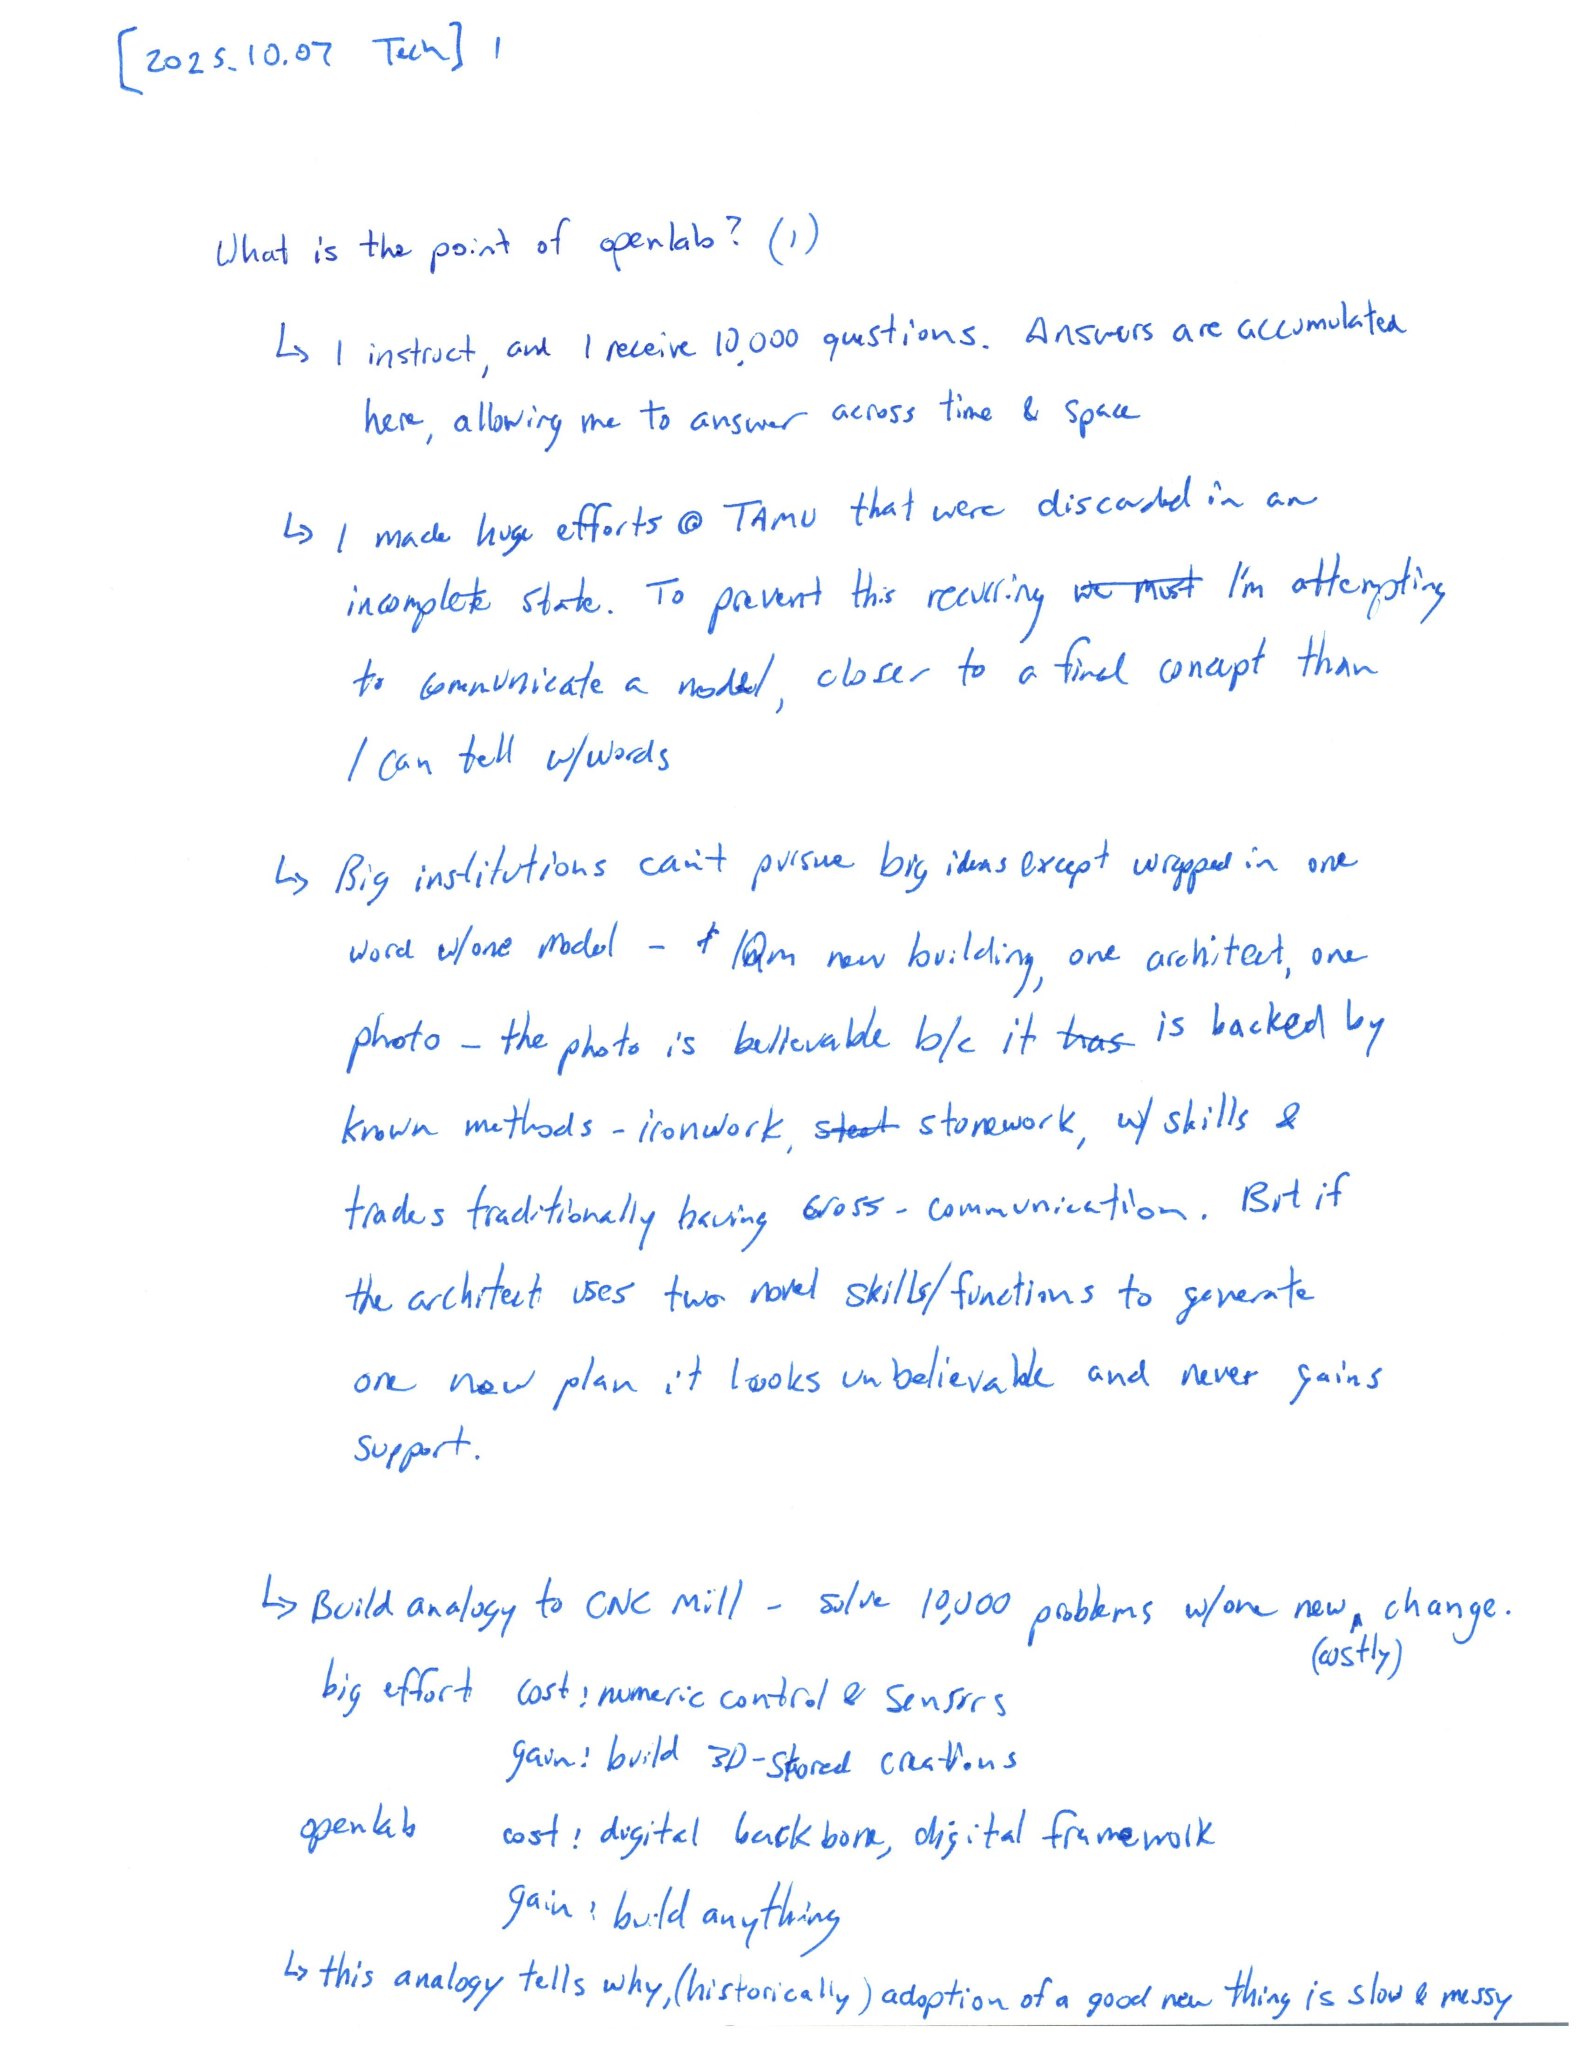 [2025.10.07 Tech] 1
What is the point of openlab? (1)
↳ I instruct, and I receive 10,000 questions. Answers are accumulated
here, allowing me to answer across time & space
↳ I made huge efforts @ TAMU that were discarded in an
incomplete state. To prevent this recurring we must I'm attempting
to communicate a model, closer to a final concept than
I can tell w/words
↳ Big institutions can't pursue big ideas except wrapped in one
word w/one model - $ 10m new building, one architect, one
photo - the photo is believable b/c it has is backed by
known methods - ironwork, steel stonework, w/ skills &
trades traditionally having cross-communication. But if
the architect uses two novel skills/functions to generate
one new plan it looks unbelievable and never gains
support.
↳ Build analogy to CNC Mill - solve 10,000 problems w/one new ^ change.
(costly)
big effort cost: numeric control & sensors
gain: build 3D-stored creations
openlab cost: digital backbone, digital framework
gain: build anything
↳ this analogy tells why, (historically) adoption of a good new thing is slow & messy